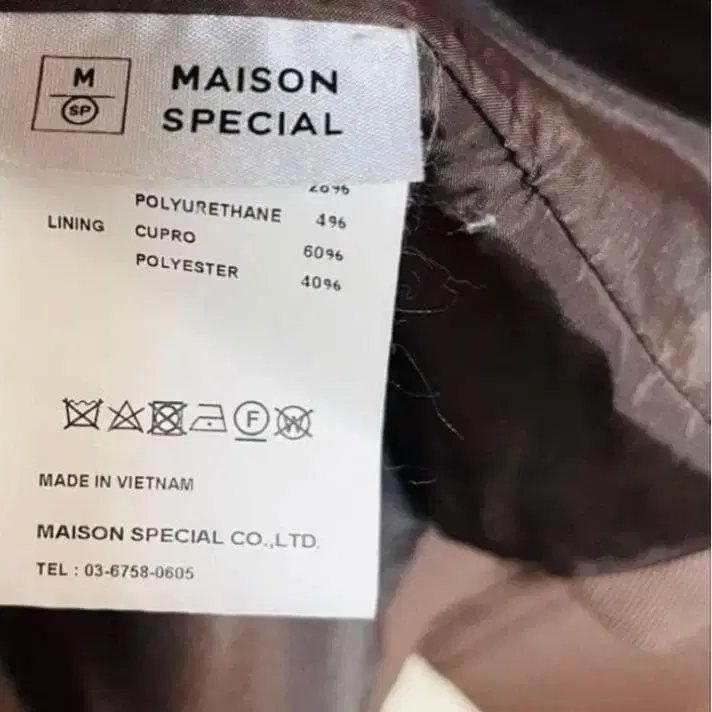 M
SP
MAISON
SPECIAL
28%
POLYURETHANE 4%
LINING CUPRO 60%
POLYESTER 40%
F W
MADE IN VIETNAM
MAISON SPECIAL CO.,LTD.
TEL : 03-6758-0605